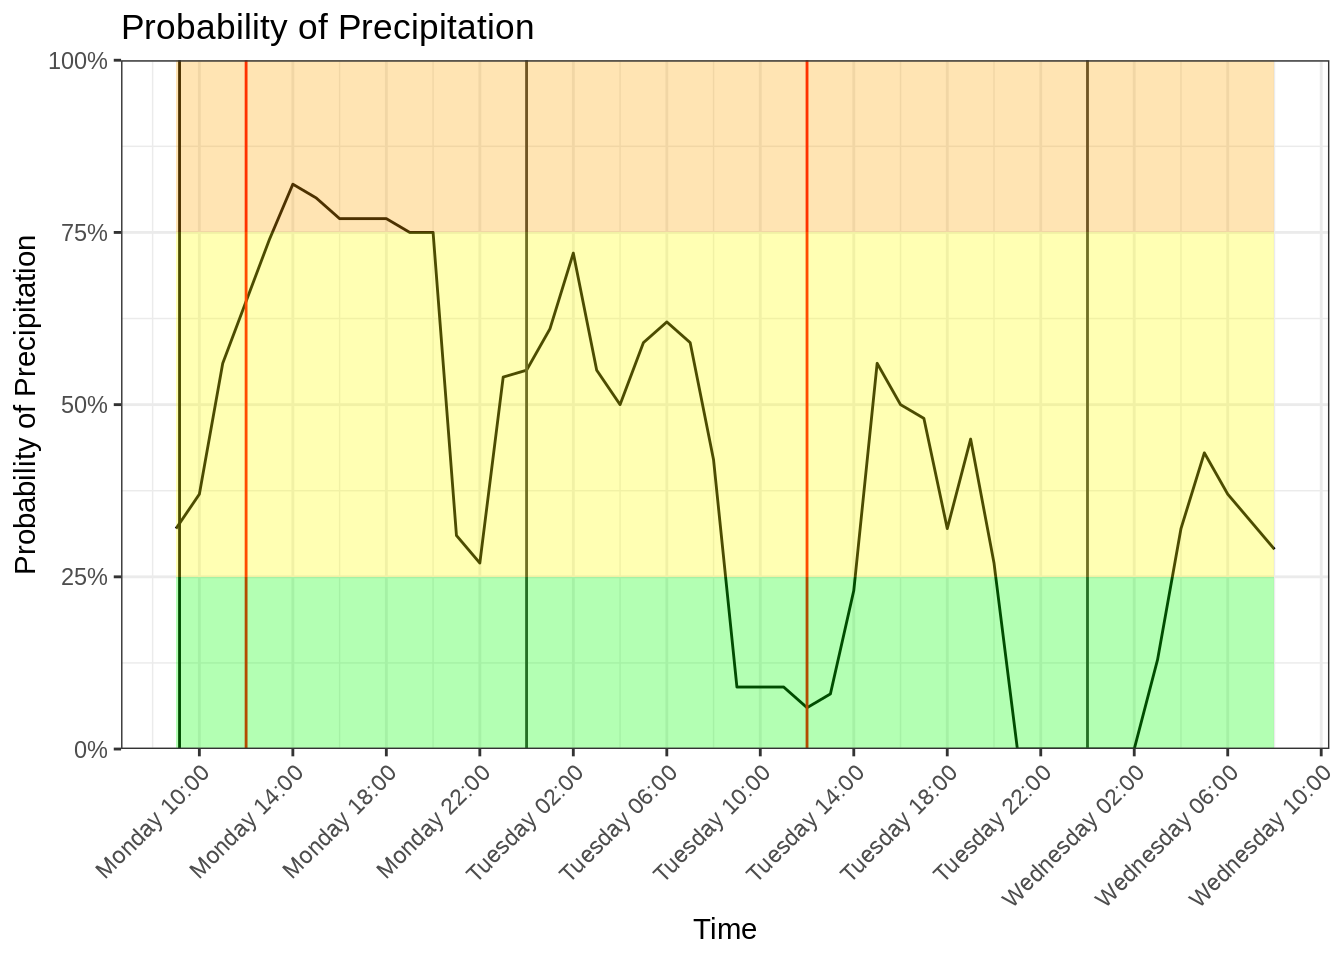 Probability of Precipitation
Probability of Precipitation
100%
75%
50%
25%
0%
Monday 10:00
Monday 14:00
Monday 18:00
Monday 22:00
Tuesday 02:00
Tuesday 06:00
Tuesday 10:00
Tuesday 14:00
Tuesday 18:00
Tuesday 22:00
Wednesday 02:00
Wednesday 06:00
Wednesday 10:00
Time